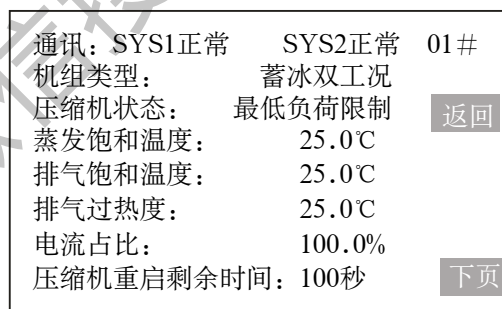 通讯：SYS1正常 SYS2正常 01#
机组类型： 蓄冰双工况
压缩机状态： 最低负荷限制
返回
蒸发饱和温度： 25.0℃
排气饱和温度： 25.0℃
排气过热度： 25.0℃
电流占比： 100.0%
压缩机重启剩余时间：100秒 下页